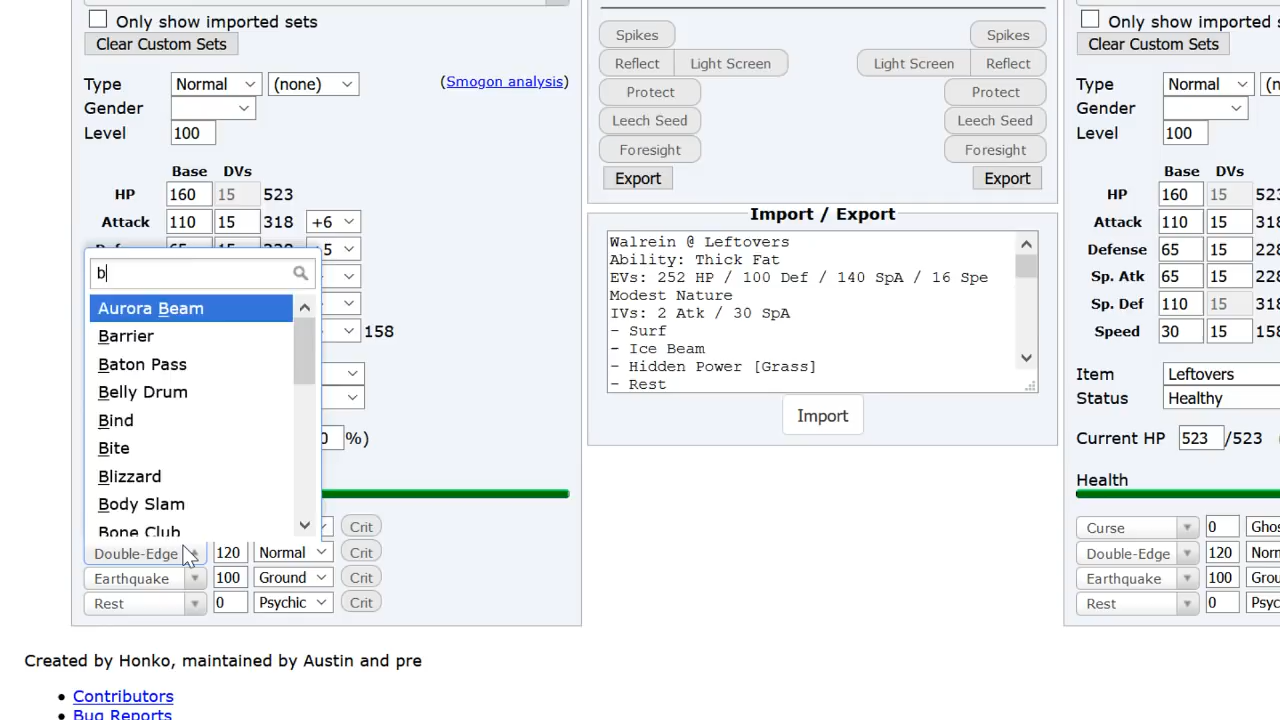 Only show imported sets
Clear Custom Sets
Type Normal (none) (Smogon analysis)
Gender
Level 100
Base DVs
HP 160 15 523
Attack 110 15 318 +6
b
Aurora Beam
Barrier
Baton Pass
Belly Drum
Bind
Bite
Blizzard
Body Slam
Bone Club
158
%)
Crit
Double-Edge 120 Normal Crit
Earthquake 100 Ground Crit
Rest 0 Psychic Crit
Spikes Spikes
Reflect Light Screen Light Screen Reflect
Protect Protect
Leech Seed Leech Seed
Foresight Foresight
Export Export
Import / Export
Walrein @ Leftovers
Ability: Thick Fat
EVs: 252 HP / 100 Def / 140 SpA / 16 Spe
Modest Nature
IVs: 2 Atk / 30 SpA
- Surf
- Ice Beam
- Hidden Power [Grass]
- Rest
Import
Only show imported
Clear Custom Sets
Type Normal
Gender
Level 100
Base DVs
HP 160 15 523
Attack 110 15 318
Defense 65 15
Sp. Atk 65 15
Sp. Def 110 15 318
Speed 30 15
Item Leftovers
Status Healthy
Current HP 523 /523
Health
Curse 0
Double-Edge 120
Earthquake 100
Rest 0
Created by Honko, maintained by Austin and pre
Contributors
Bug Reports